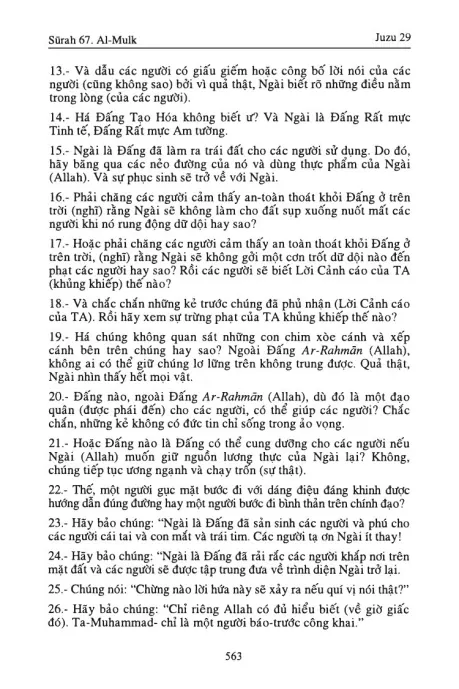 Sūrah 67. Al-Mulk
Juzu 29
13.- Và dẫu các người có giấu giếm hoặc công bố lời nói của các
người (cũng không sao) bởi vì quả thật, Ngài biết rõ những điều nằm
trong lòng (của các người).
14.- Há Đấng Tạo Hóa không biết ư? Và Ngài là Đấng Rất mực
Tinh tế, Đấng Rất mực Am tường.
15.- Ngài là Đấng đã làm ra trái đất cho các người sử dụng. Do đó,
hãy băng qua các nẻo đường của nó và dùng thực phẩm của Ngài
(Allah). Và sự phục sinh sẽ trở về với Ngài.
16.- Phải chăng các người cảm thấy an-toàn thoát khỏi Đấng ở trên
trời (nghĩ) rằng Ngài sẽ không làm cho đất sụp xuống nuốt mất các
người khi nó rung động dữ dội hay sao?
17.- Hoặc phải chăng các người cảm thấy an toàn thoát khỏi Đấng ở
trên trời, (nghĩ) rằng Ngài sẽ không gởi một cơn trốt dữ dội nào đến
phạt các người hay sao? Rồi các người sẽ biết Lời Cảnh cáo của TA
(khủng khiếp) thế nào?
18.- Và chắc chắn những kẻ trước chúng đã phủ nhận (Lời Cảnh cáo
của TA). Rồi hãy xem sự trừng phạt của TA khủng khiếp thế nào?
19.- Há chúng không quan sát những con chim xòe cánh và xếp
cánh bên trên chúng hay sao? Ngoài Đấng Ar-Rahmān (Allah),
không ai có thể giữ chúng lơ lững trên không trung được. Quả thật,
Ngài nhìn thấy hết mọi vật.
20.- Đấng nào, ngoài Đấng Ar-Rahmān (Allah), dù đó là một đạo
quân (được phái đến) cho các người, có thể giúp các người? Chắc
chắn, những kẻ không có đức tin chỉ sống trong ảo vọng.
21.- Hoặc Đấng nào là Đấng có thể cung dưỡng cho các người nếu
Ngài (Allah) muốn giữ nguồn lương thực của Ngài lại? Không,
chúng tiếp tục ương ngạnh và chạy trốn (sự thật).
22.- Thế, một người gục mặt bước đi với dáng điệu đáng khinh được
hướng dẫn đúng đường hay một người bước đi bình thản trên chính đạo?
23.- Hãy bảo chúng: “Ngài là Đấng đã sản sinh các người và phú cho
các người cái tai và con mắt và trái tim. Các người tạ ơn Ngài ít thay!
24.- Hãy bảo chúng: “Ngài là Đấng đã rải rắc các người khắp nơi trên
mặt đất và các người sẽ được tập trung đưa về trình diện Ngài trở lại.
25.- Chúng nói: “Chừng nào lời hứa này sẽ xảy ra nếu quí vị nói thật?”
26.- Hãy bảo chúng: “Chỉ riêng Allah có đủ hiểu biết (về giờ giấc
đó). Ta-Muhammad- chỉ là một người báo-trước công khai.”
563